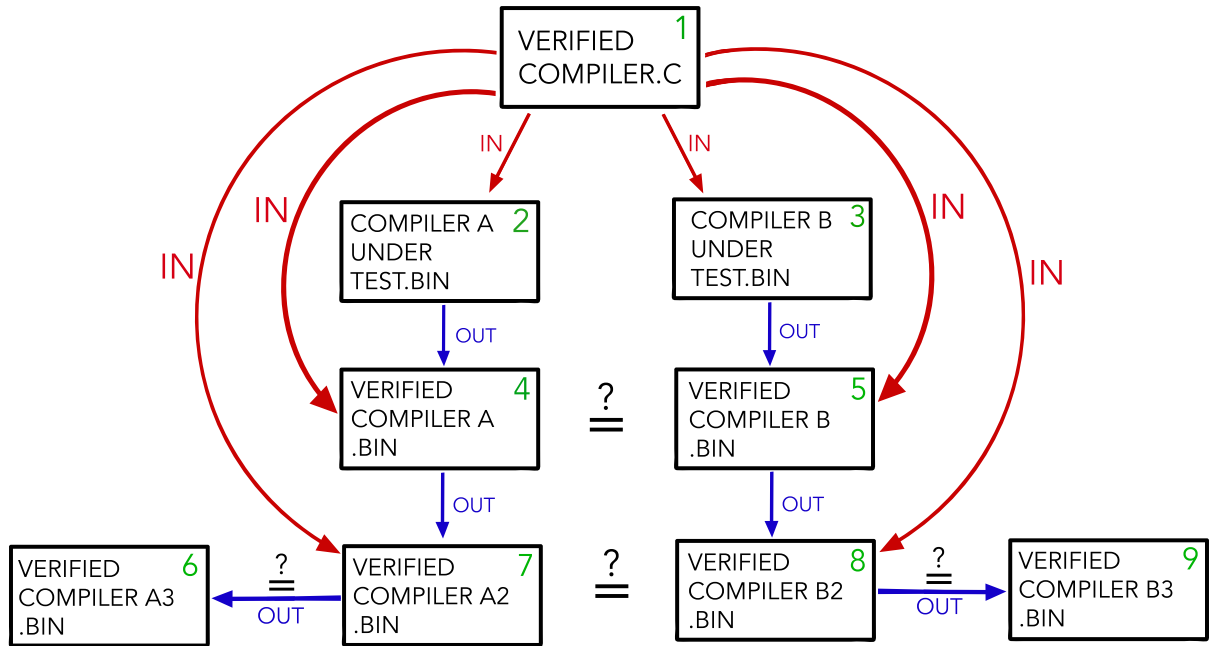 VERIFIED 1
COMPILER.C
IN
IN
IN
IN
IN
IN
COMPILER A 2
UNDER
TEST.BIN
COMPILER B 3
UNDER
TEST.BIN
OUT
OUT
VERIFIED 4
COMPILER A
.BIN
?
=
VERIFIED 5
COMPILER B
.BIN
OUT
OUT
VERIFIED 6
COMPILER A3
.BIN
?
=
OUT
VERIFIED 7
COMPILER A2
.BIN
?
=
VERIFIED 8
COMPILER B2
.BIN
?
=
OUT
VERIFIED 9
COMPILER B3
.BIN